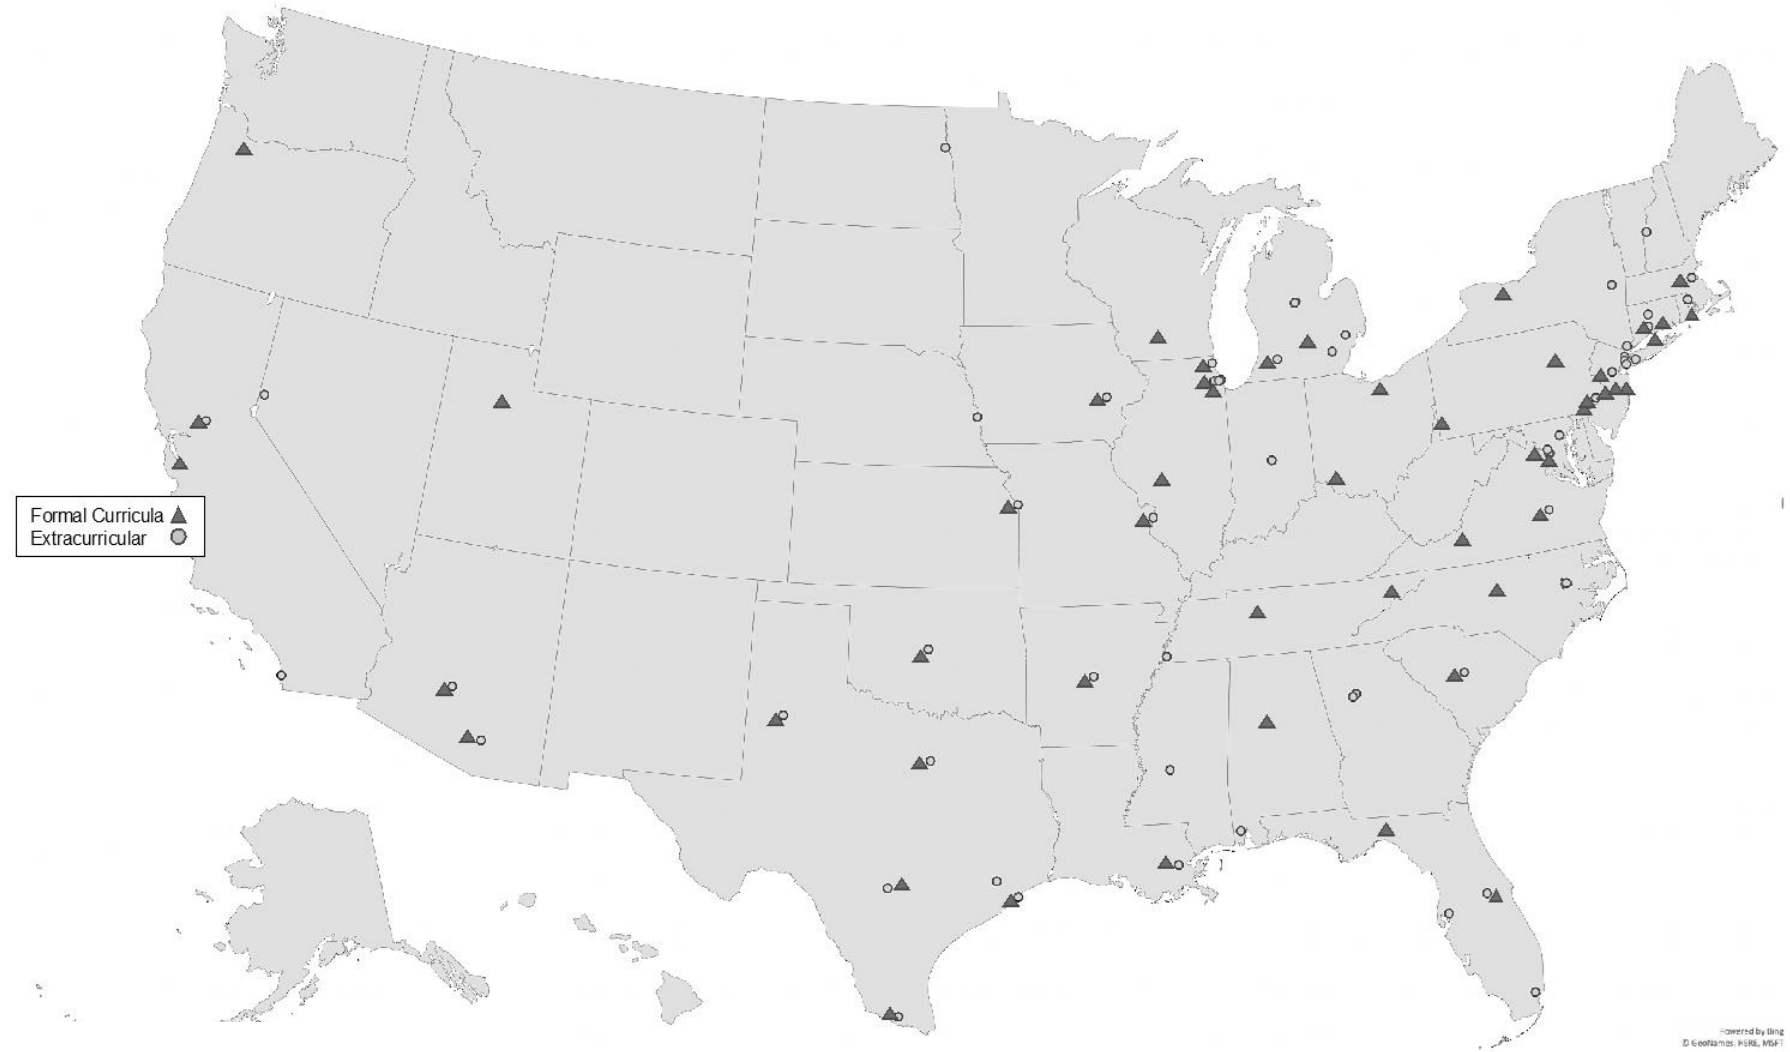 Formal Curricula
Extracurricular
Powered by Bing
© GeoNames, HERE, MSFT